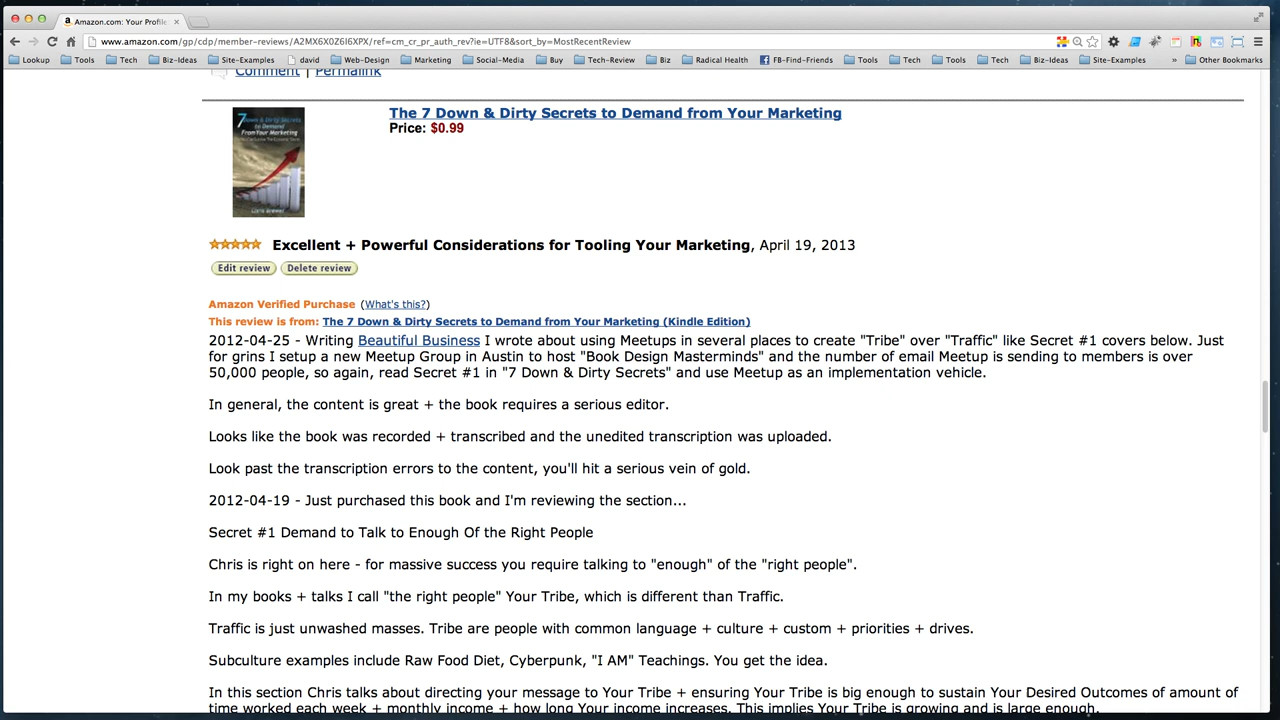 Amazon.com: Your Profile
www.amazon.com/gp/cdp/member-reviews/A2MX6X0Z6I6XPX/ref=cm_cr_pr_auth_rev?ie=UTF8&sort_by=MostRecentReview
Lookup Tools Tech Biz-Ideas Site-Examples david Web-Design Marketing Social-Media Buy Tech-Review Biz Radical Health FB-Find-Friends Tools Tech Tools Tech Biz-Ideas Site-Examples » Other Bookmarks
Comment | Permalink
The 7 Down & Dirty Secrets to Demand from Your Marketing
Price: $0.99
7 Down & Dirty Secrets
to Demand
From Your Marketing
Excellent + Powerful Considerations for Tooling Your Marketing, April 19, 2013
Edit review Delete review
Amazon Verified Purchase (What's this?)
This review is from: The 7 Down & Dirty Secrets to Demand from Your Marketing (Kindle Edition)
2012-04-25 - Writing Beautiful Business I wrote about using Meetups in several places to create "Tribe" over "Traffic" like Secret #1 covers below. Just
for grins I setup a new Meetup Group in Austin to host "Book Design Masterminds" and the number of email Meetup is sending to members is over
50,000 people, so again, read Secret #1 in "7 Down & Dirty Secrets" and use Meetup as an implementation vehicle.
In general, the content is great + the book requires a serious editor.
Looks like the book was recorded + transcribed and the unedited transcription was uploaded.
Look past the transcription errors to the content, you'll hit a serious vein of gold.
2012-04-19 - Just purchased this book and I'm reviewing the section...
Secret #1 Demand to Talk to Enough Of the Right People
Chris is right on here - for massive success you require talking to "enough" of the "right people".
In my books + talks I call "the right people" Your Tribe, which is different than Traffic.
Traffic is just unwashed masses. Tribe are people with common language + culture + custom + priorities + drives.
Subculture examples include Raw Food Diet, Cyberpunk, "I AM" Teachings. You get the idea.
In this section Chris talks about directing your message to Your Tribe + ensuring Your Tribe is big enough to sustain Your Desired Outcomes of amount of
time worked each week + monthly income + how long Your income increases. This implies Your Tribe is growing and is large enough.